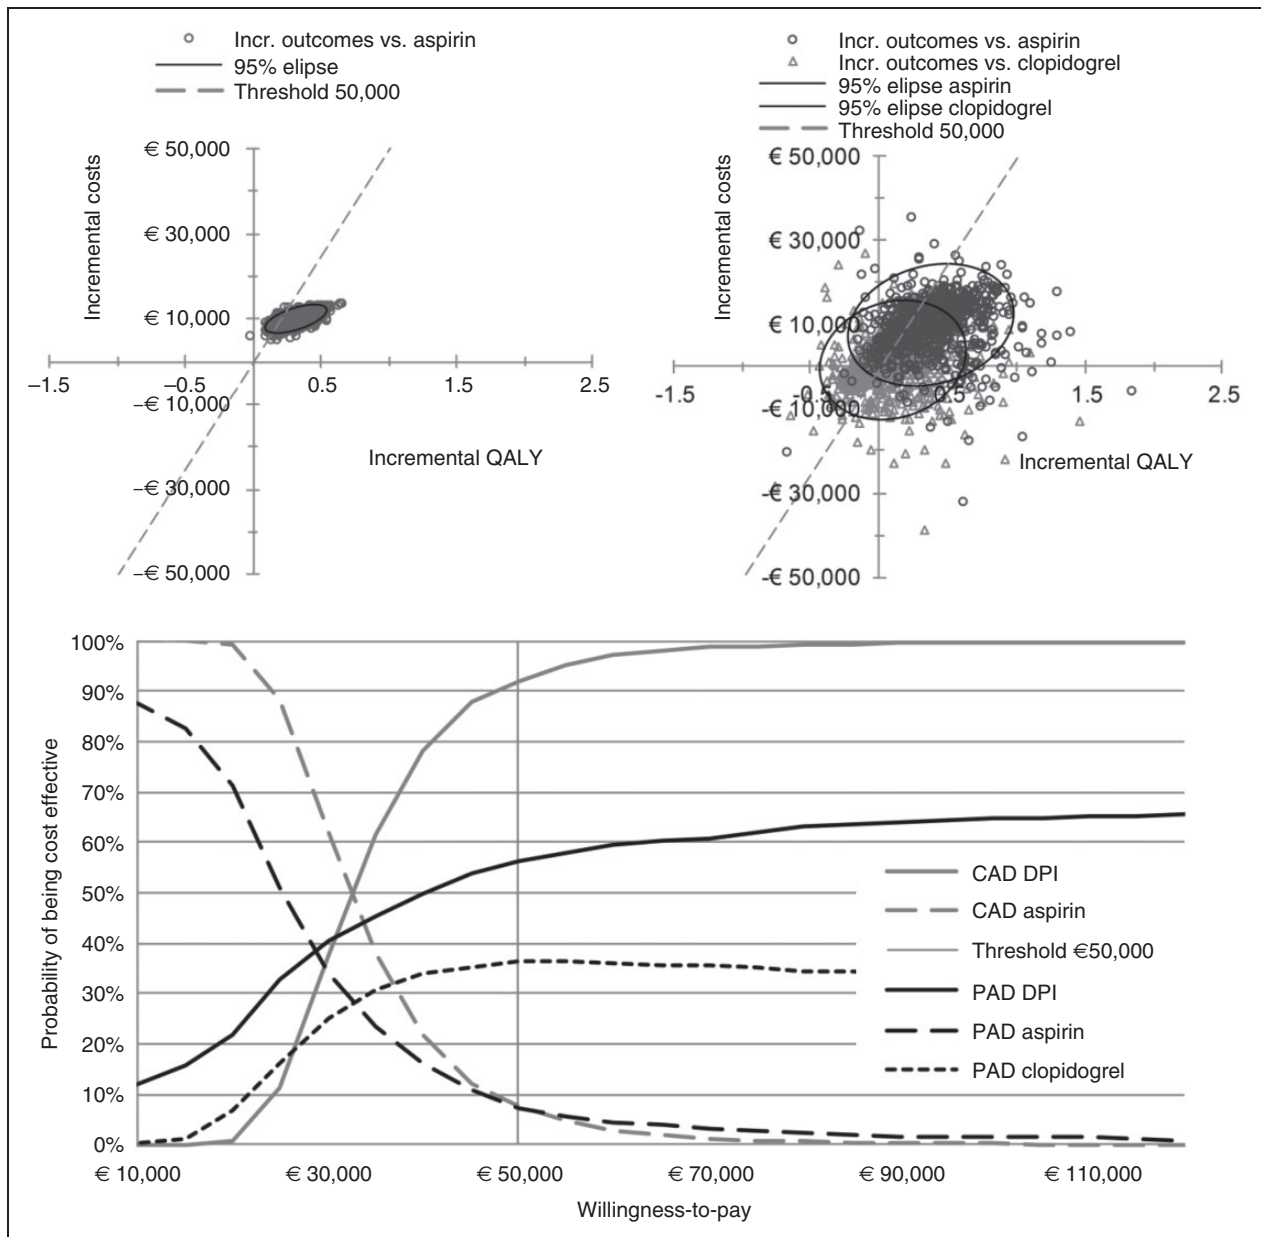 Incr. outcomes vs. aspirin
95% elipse
Threshold 50,000
Incremental costs
€ 50,000
€ 30,000
€ 10,000
–1.5
–0.5
0.5
1.5
2.5
–€ 10,000
Incremental QALY
–€ 30,000
–€ 50,000
Incr. outcomes vs. aspirin
Incr. outcomes vs. clopidogrel
95% elipse aspirin
95% elipse clopidogrel
Threshold 50,000
Incremental costs
€ 50,000
€ 30,000
€ 10,000
-1.5
-0.5
0.5
1.5
2.5
-€ 10,000
Incremental QALY
-€ 30,000
-€ 50,000
Probability of being cost effective
100%
90%
80%
70%
60%
50%
40%
30%
20%
10%
0%
CAD DPI
CAD aspirin
Threshold €50,000
PAD DPI
PAD aspirin
PAD clopidogrel
€ 10,000
€ 30,000
€ 50,000
€ 70,000
€ 90,000
€ 110,000
Willingness-to-pay